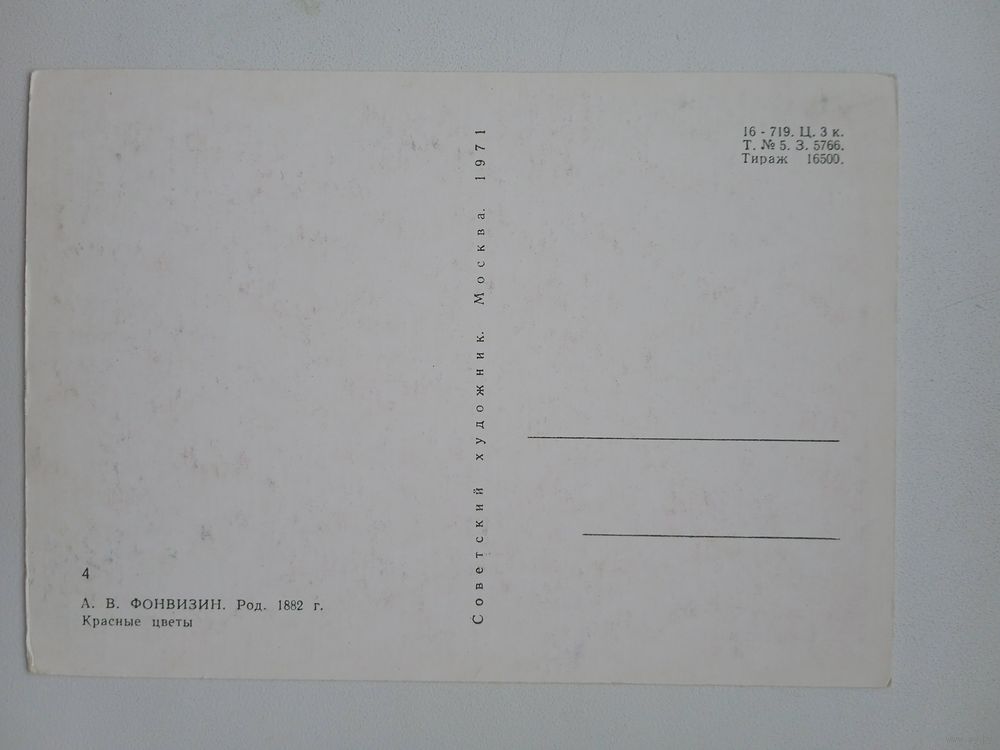 16 - 719. Ц. 3 к.
Т. № 5. З. 5766.
Тираж 16500.
Советский художник. Москва. 1971
4
А. В. ФОНВИЗИН. Род. 1882 г.
Красные цветы